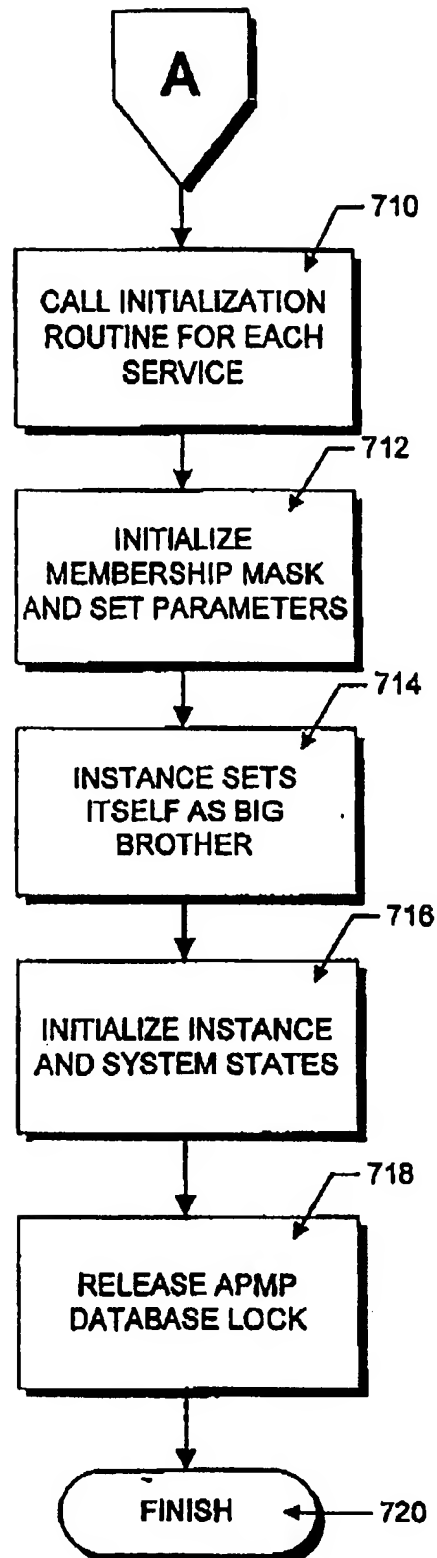 A
710
CALL INITIALIZATION
ROUTINE FOR EACH
SERVICE
712
INITIALIZE
MEMBERSHIP MASK
AND SET PARAMETERS
714
INSTANCE SETS
ITSELF AS BIG
BROTHER
716
INITIALIZE INSTANCE
AND SYSTEM STATES
718
RELEASE APMP
DATABASE LOCK
FINISH
720